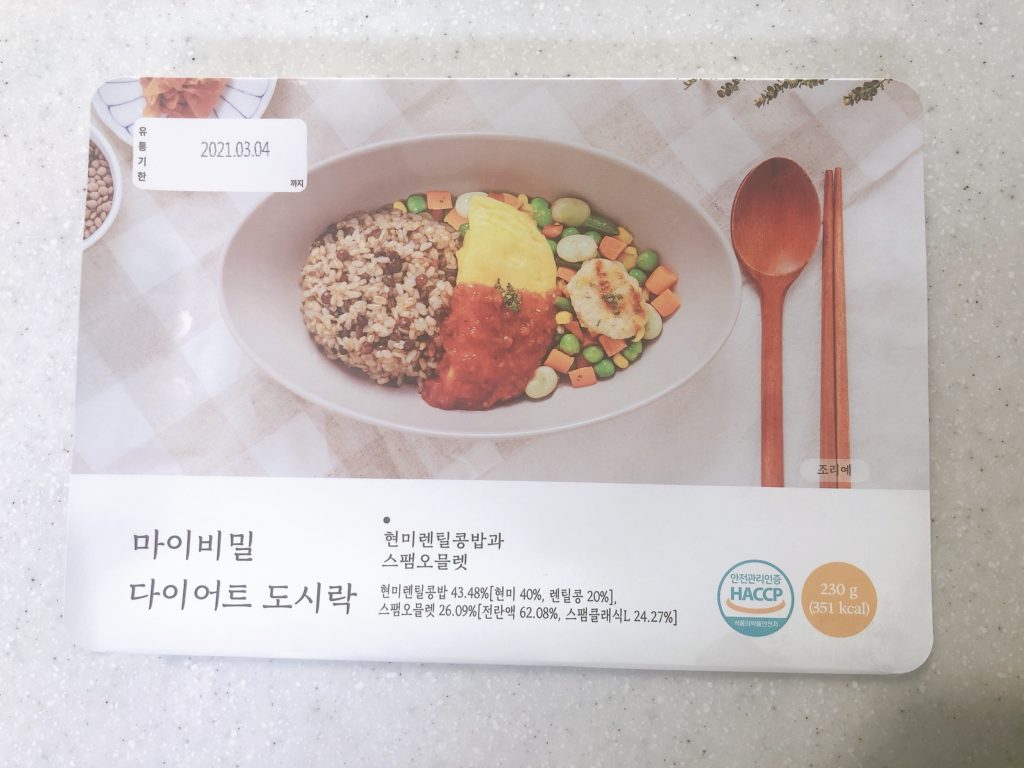 유통기한
2021.03.04
까지
조리예
마이비밀
다이어트 도시락
현미렌틸콩밥과
스팸오믈렛
현미렌틸콩밥 43.48%[현미 40%, 렌틸콩 20%],
스팸오믈렛 26.09%[전란액 62.08%, 스팸클래식L 24.27%]
안전관리인증
HACCP
식품의약품안전처
230 g
(351 kcal)